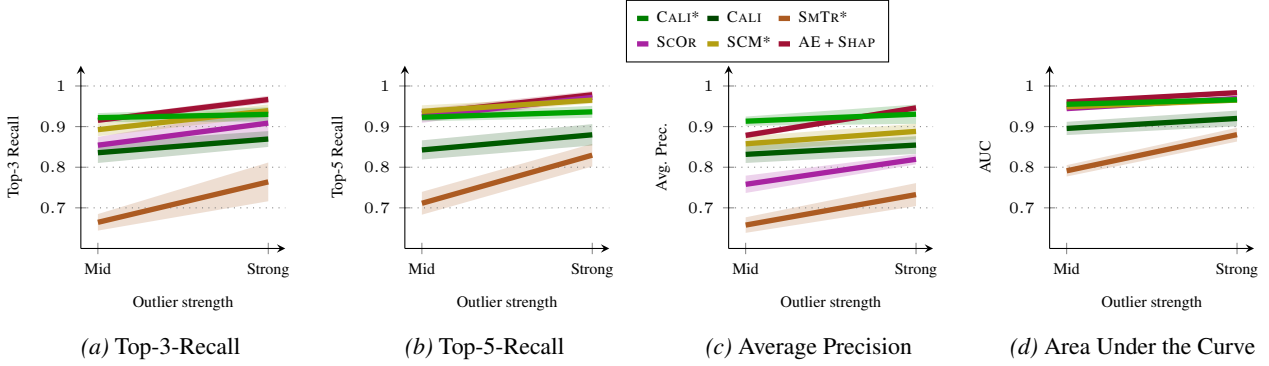 CALI* CALI SMTR*
SCOR SCM* AE + SHAP
Top-3 Recall
1
0.9
0.8
0.7
Mid Strong
Outlier strength
(a) Top-3-Recall
Top-5 Recall
1
0.9
0.8
0.7
Mid Strong
Outlier strength
(b) Top-5-Recall
Avg. Prec.
1
0.9
0.8
0.7
Mid Strong
Outlier strength
(c) Average Precision
AUC
1
0.9
0.8
0.7
Mid Strong
Outlier strength
(d) Area Under the Curve